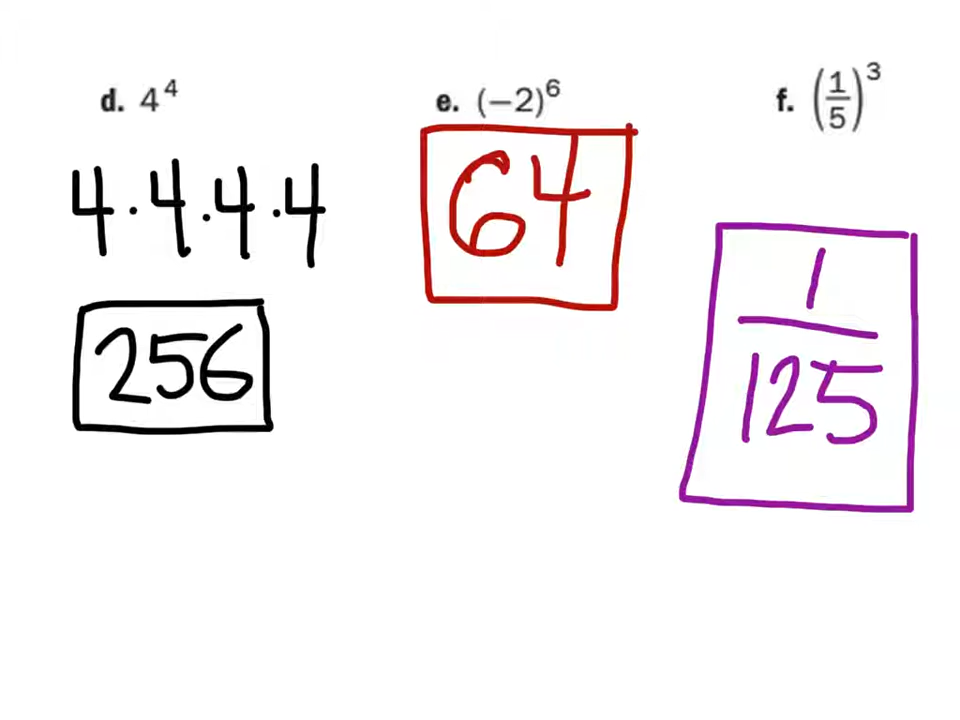 d. 4⁴
4 · 4 · 4 · 4
256
e. (−2)⁶
64
f. (1/5)³
1/125